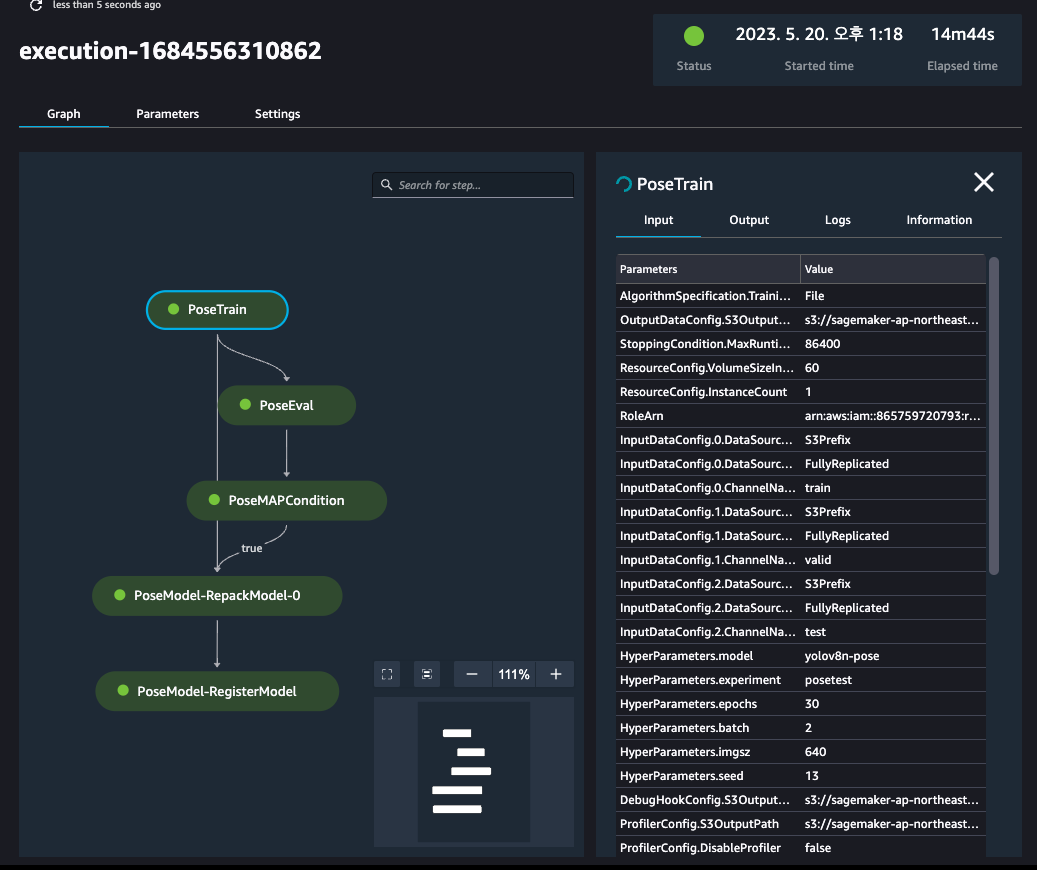 less than 5 seconds ago
execution-1684556310862
2023. 5. 20. 오후 1:18 14m44s
Status Started time Elapsed time
Graph Parameters Settings
Search for step...
PoseTrain
PoseEval
PoseMAPCondition
true
PoseModel-RepackModel-0
PoseModel-RegisterModel
111%
PoseTrain
Input Output Logs Information
Parameters Value
AlgorithmSpecification.Traini... File
OutputDataConfig.S3Output... s3://sagemaker-ap-northeast...
StoppingCondition.MaxRunti... 86400
ResourceConfig.VolumeSizeIn... 60
ResourceConfig.InstanceCount 1
RoleArn arn:aws:iam::865759720793:r...
InputDataConfig.0.DataSourc... S3Prefix
InputDataConfig.0.DataSourc... FullyReplicated
InputDataConfig.0.ChannelNa... train
InputDataConfig.1.DataSourc... S3Prefix
InputDataConfig.1.DataSourc... FullyReplicated
InputDataConfig.1.ChannelNa... valid
InputDataConfig.2.DataSourc... S3Prefix
InputDataConfig.2.DataSourc... FullyReplicated
InputDataConfig.2.ChannelNa... test
HyperParameters.model yolov8n-pose
HyperParameters.experiment posetest
HyperParameters.epochs 30
HyperParameters.batch 2
HyperParameters.imgsz 640
HyperParameters.seed 13
DebugHookConfig.S3Output... s3://sagemaker-ap-northeast...
ProfilerConfig.S3OutputPath s3://sagemaker-ap-northeast...
ProfilerConfig.DisableProfiler false